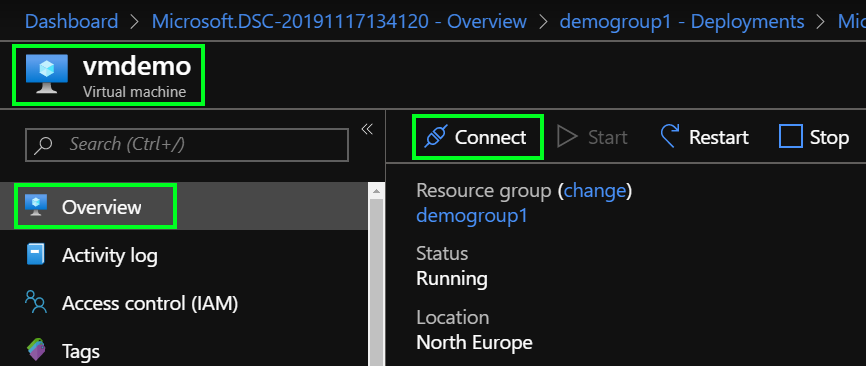 Dashboard > Microsoft.DSC-20191117134120 - Overview > demogroup1 - Deployments > Mic
vmdemo
Virtual machine
Search (Ctrl+/)
«
Connect Start Restart Stop
Overview
Activity log
Access control (IAM)
Tags
Resource group (change)
demogroup1
Status
Running
Location
North Europe